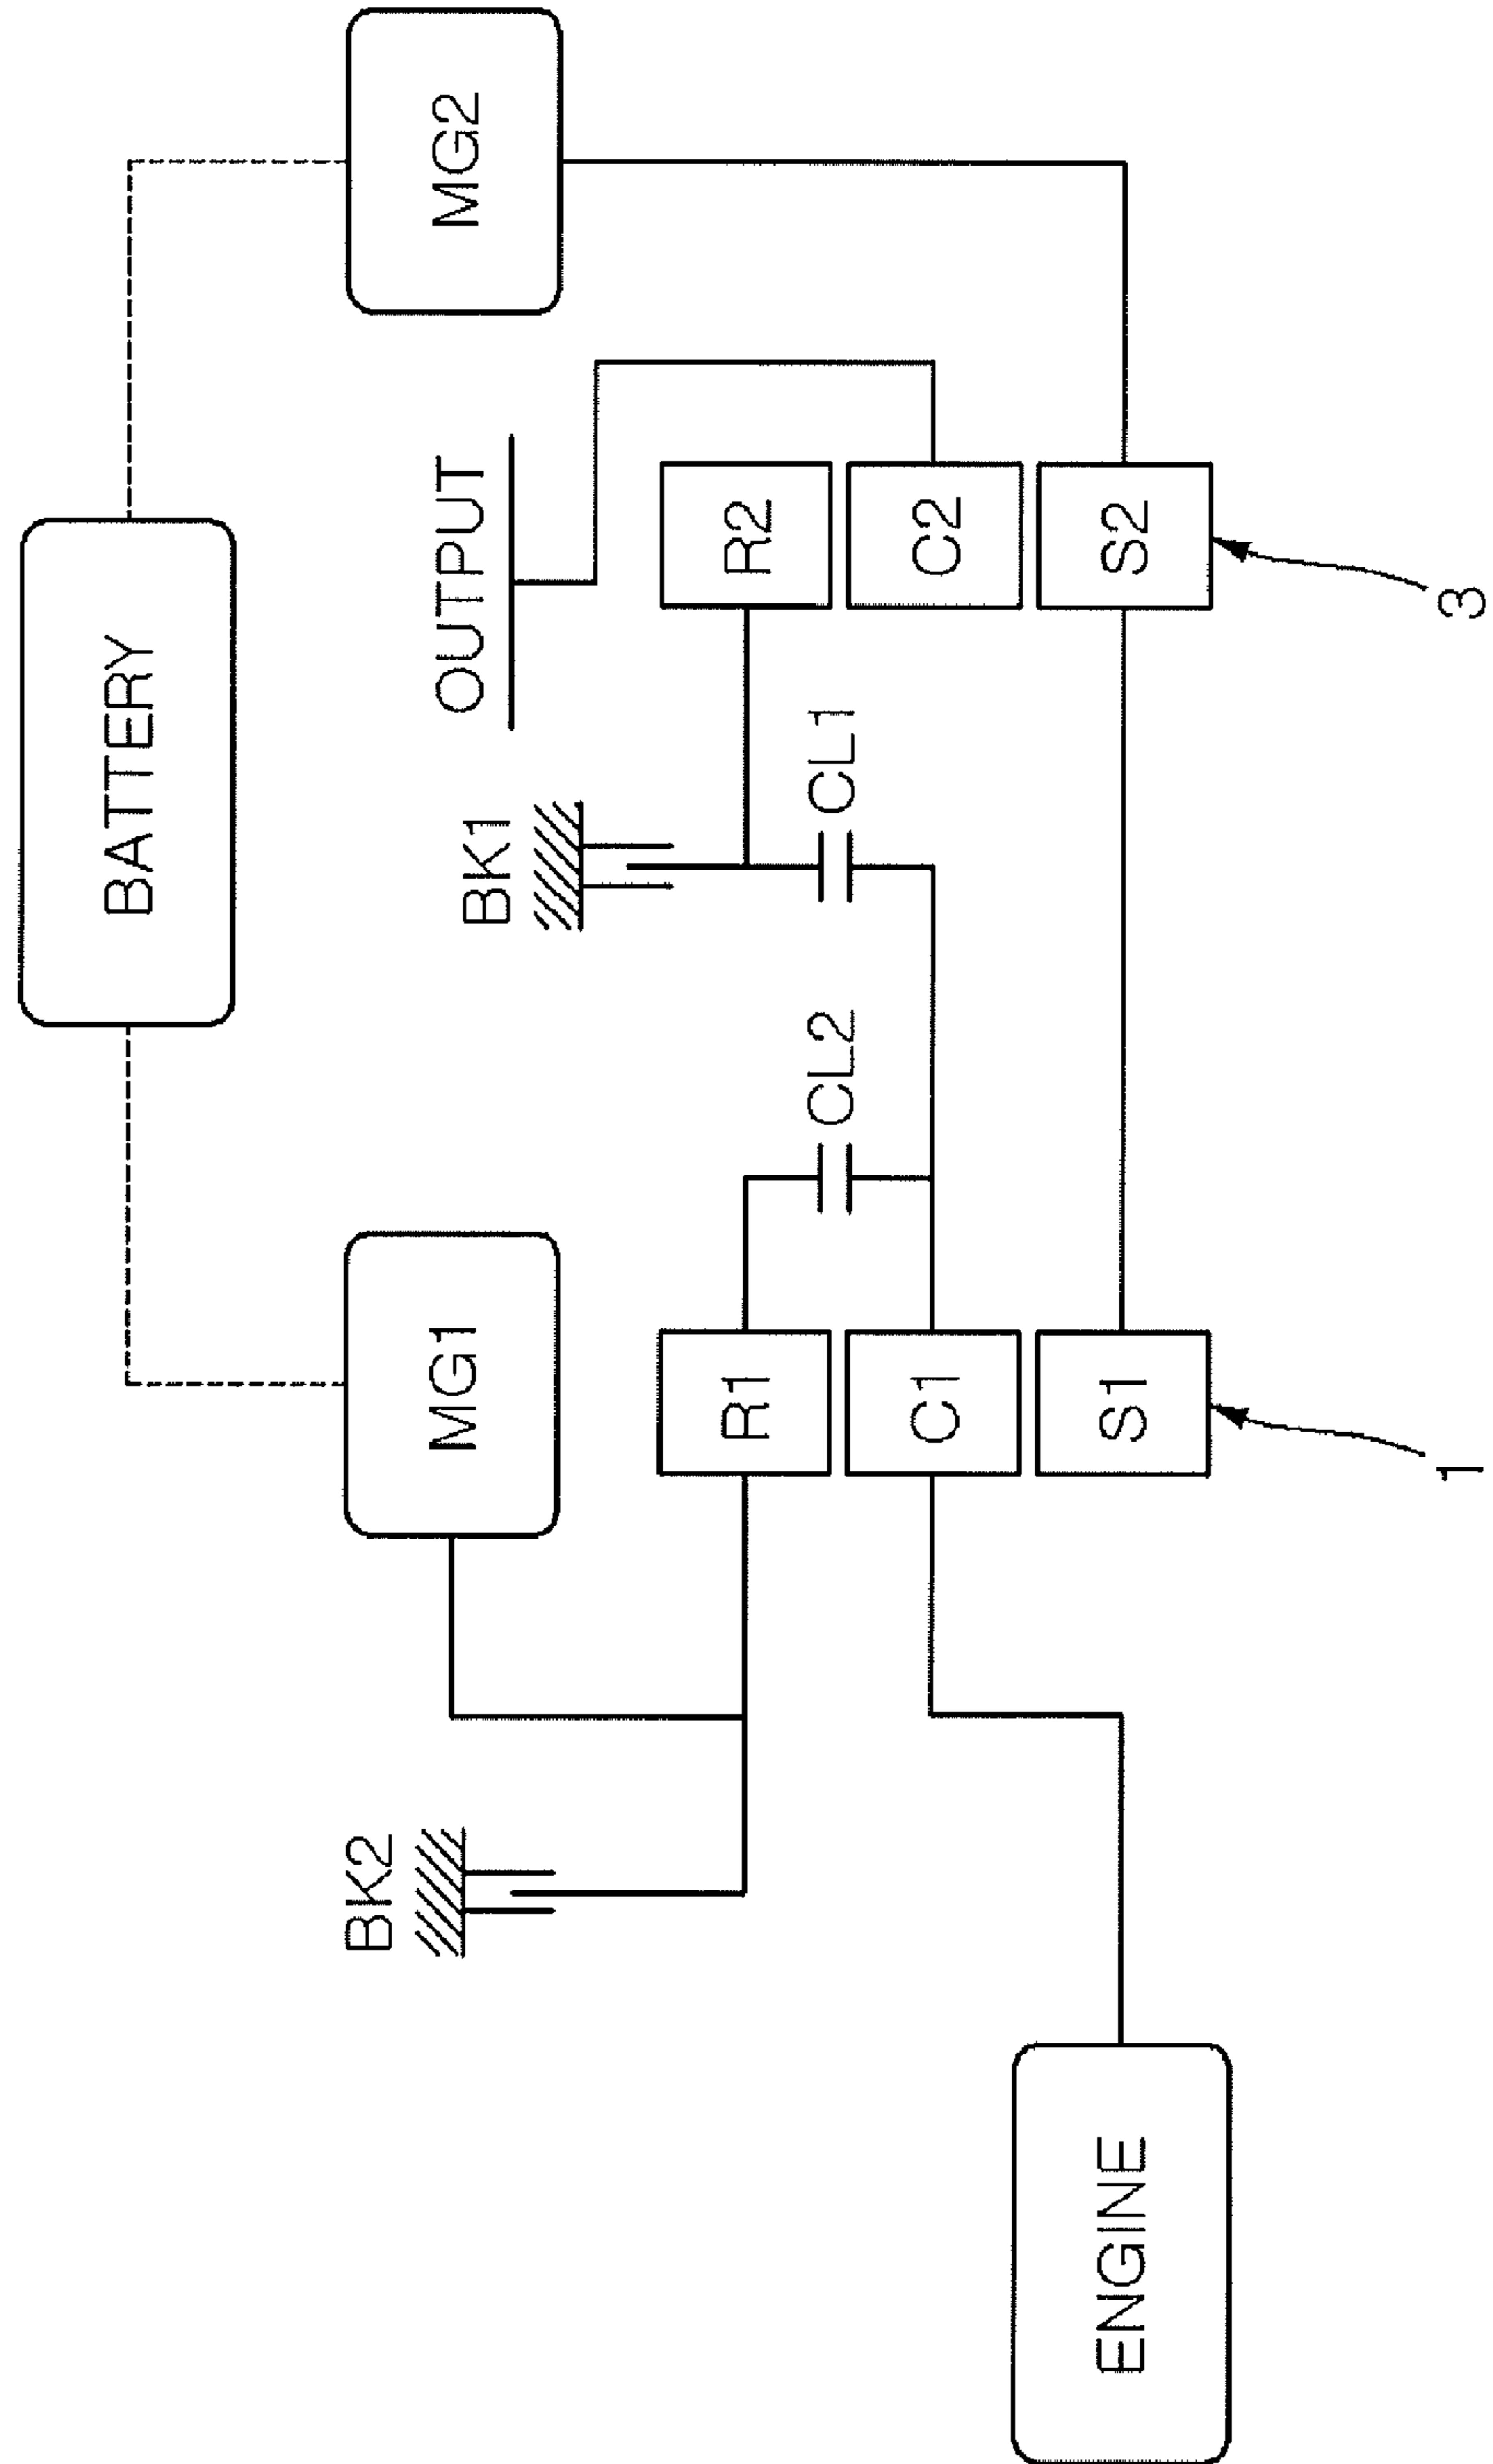 BATTERY
MG1
MG2
BK2
BK1
OUTPUT
R1
R2
CL2
CL1
C1
C2
ENGINE
S1
S2
1
3